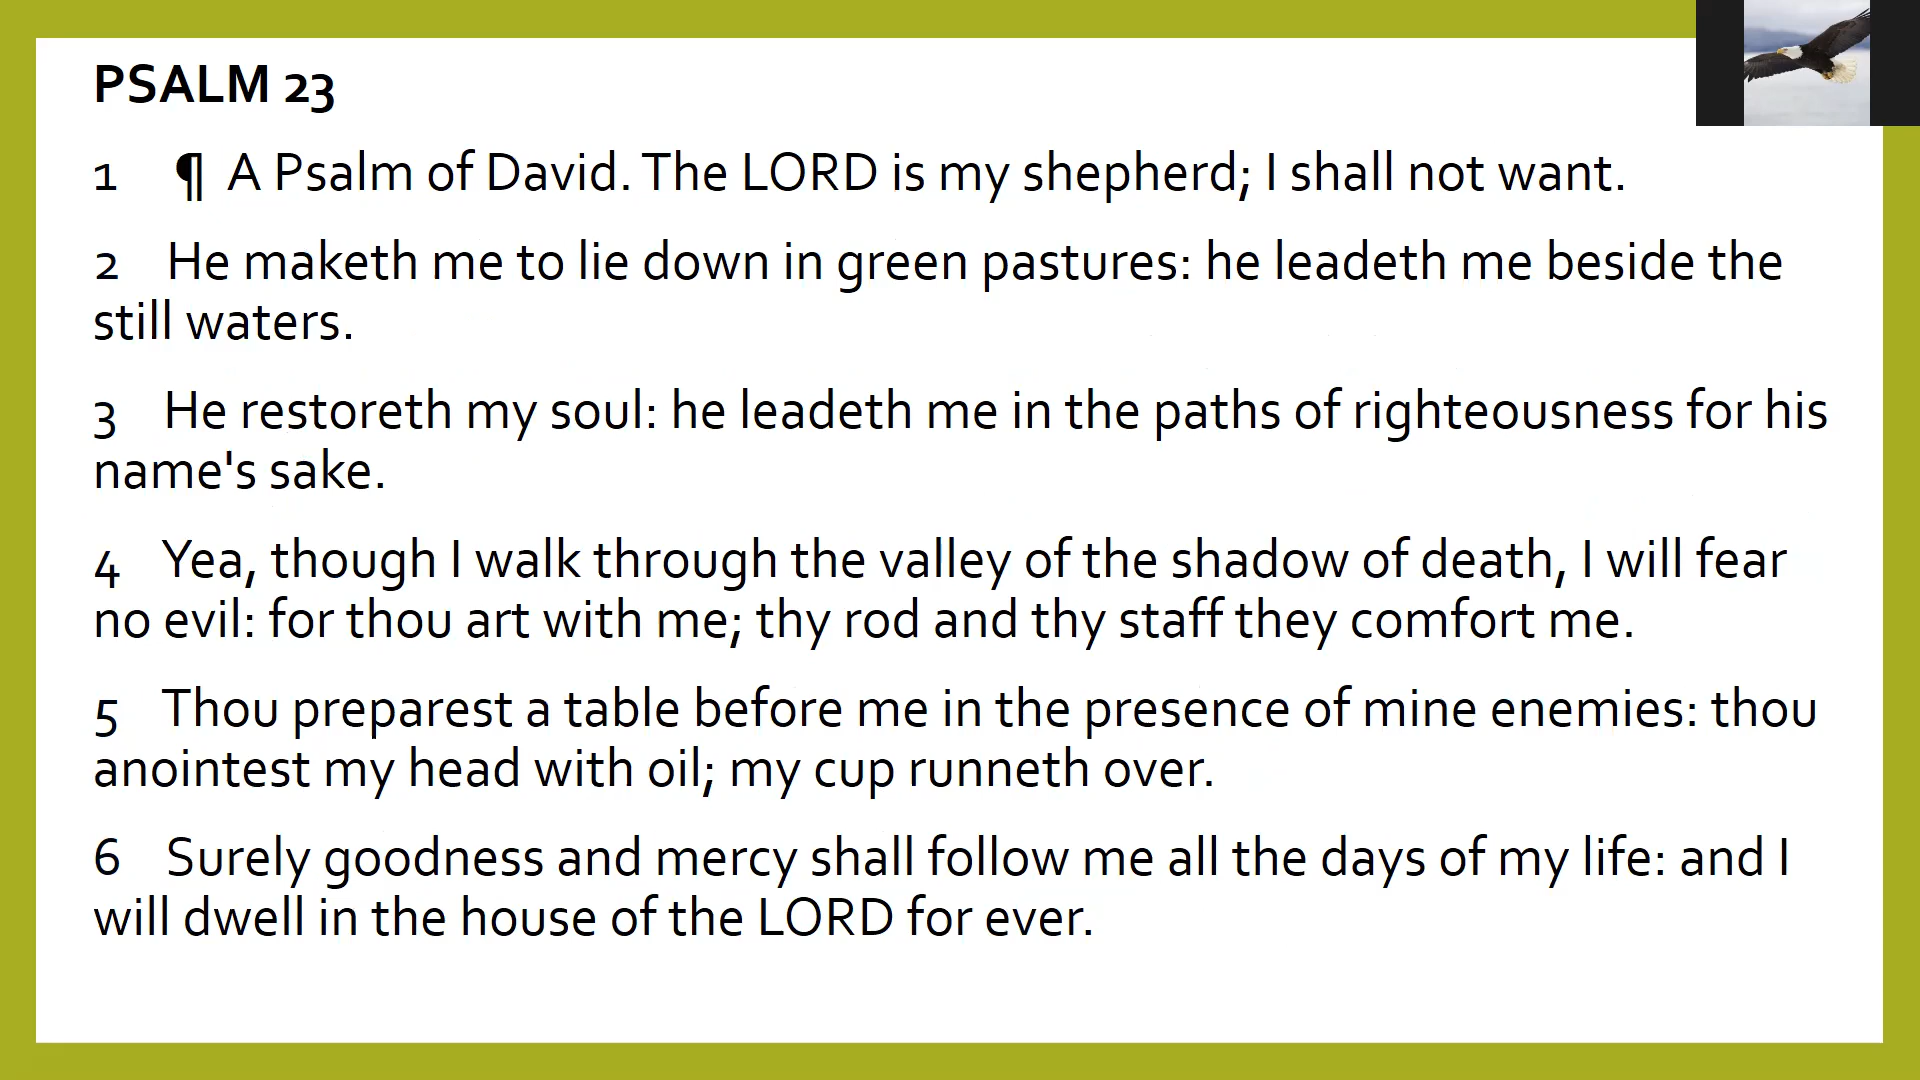 PSALM 23
1 ¶ A Psalm of David. The LORD is my shepherd; I shall not want.
2 He maketh me to lie down in green pastures: he leadeth me beside the
still waters.
3 He restoreth my soul: he leadeth me in the paths of righteousness for his
name's sake.
4 Yea, though I walk through the valley of the shadow of death, I will fear
no evil: for thou art with me; thy rod and thy staff they comfort me.
5 Thou preparest a table before me in the presence of mine enemies: thou
anointest my head with oil; my cup runneth over.
6 Surely goodness and mercy shall follow me all the days of my life: and I
will dwell in the house of the LORD for ever.